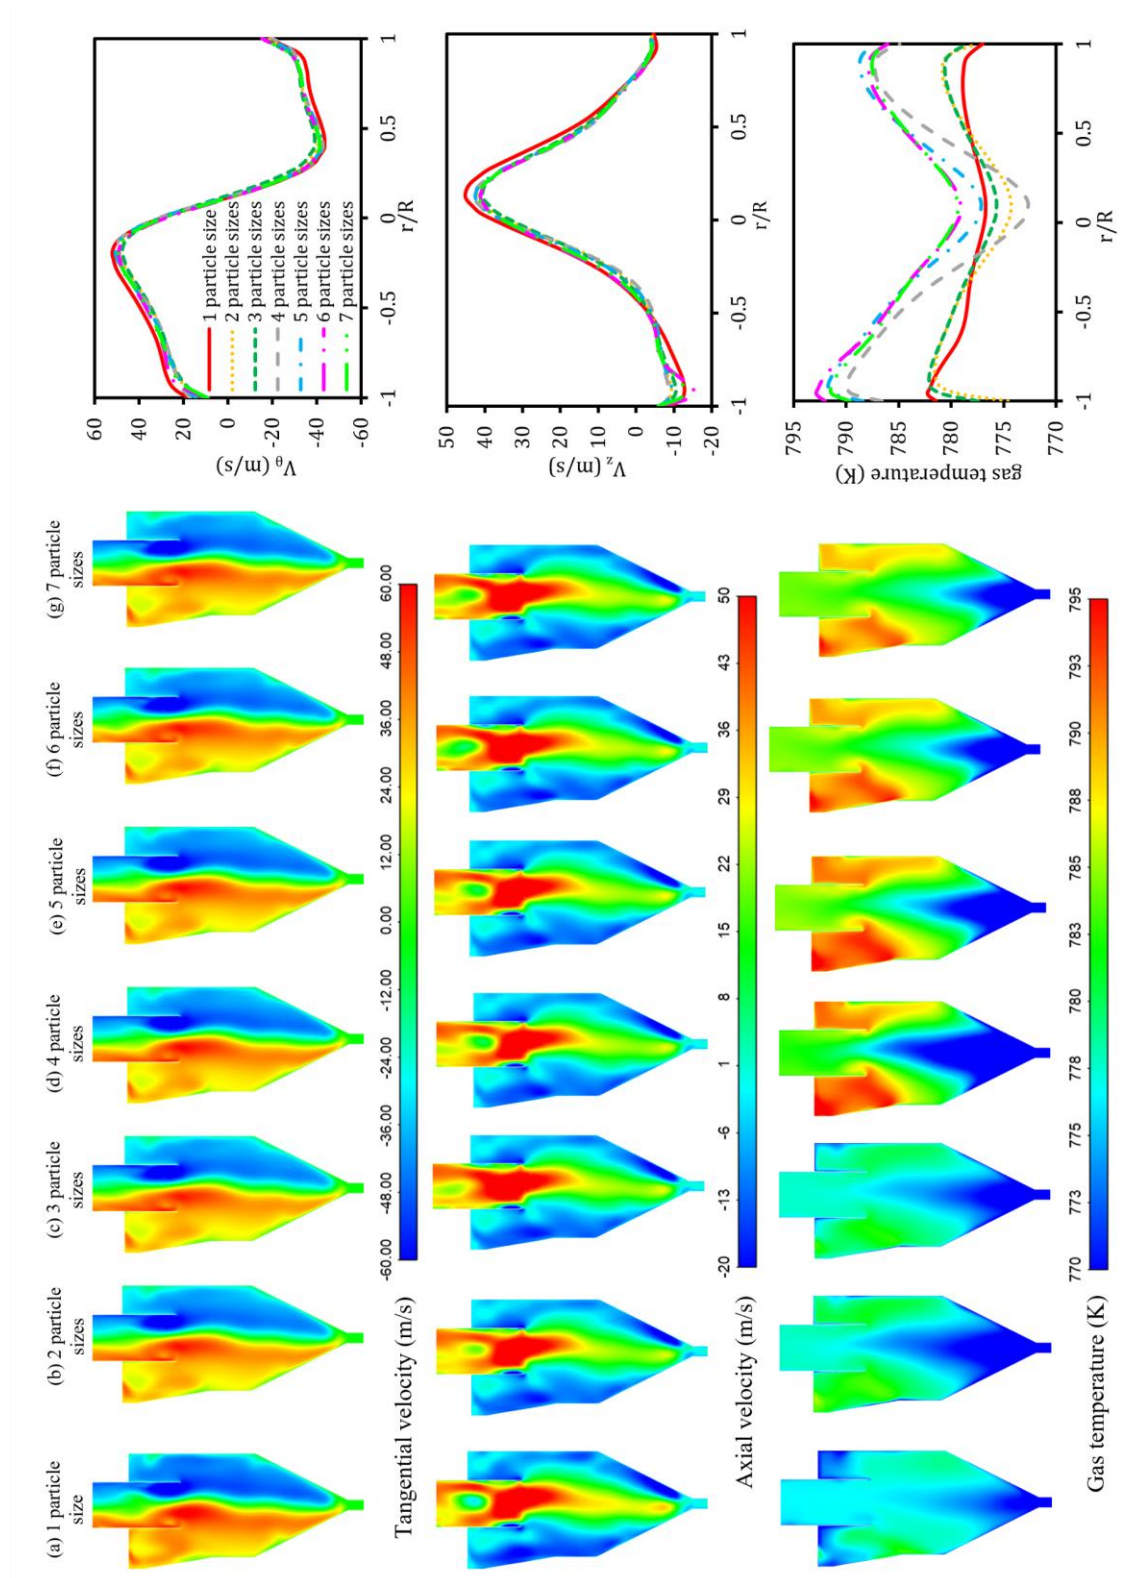 (a) 1 particle
size
(b) 2 particle
sizes
(c) 3 particle
sizes
(d) 4 particle
sizes
(e) 5 particle
sizes
(f) 6 particle
sizes
(g) 7 particle
sizes
60
40
20
0
-20
-40
-60
Vθ (m/s)
-1
-0.5
0
0.5
1
r/R
1 particle size
2 particle sizes
3 particle sizes
4 particle sizes
5 particle sizes
6 particle sizes
7 particle sizes
Tangential velocity (m/s)
-60.00
-48.00
-36.00
-24.00
-12.00
0.00
12.00
24.00
36.00
48.00
60.00
50
40
30
20
10
0
-10
-20
Vz (m/s)
-1
-0.5
0
0.5
1
r/R
Axial velocity (m/s)
-20
-13
-6
1
8
15
22
29
36
43
50
795
790
785
780
775
770
gas temperature (K)
-1
-0.5
0
0.5
1
r/R
Gas temperature (K)
770
773
775
778
780
783
785
788
790
793
795